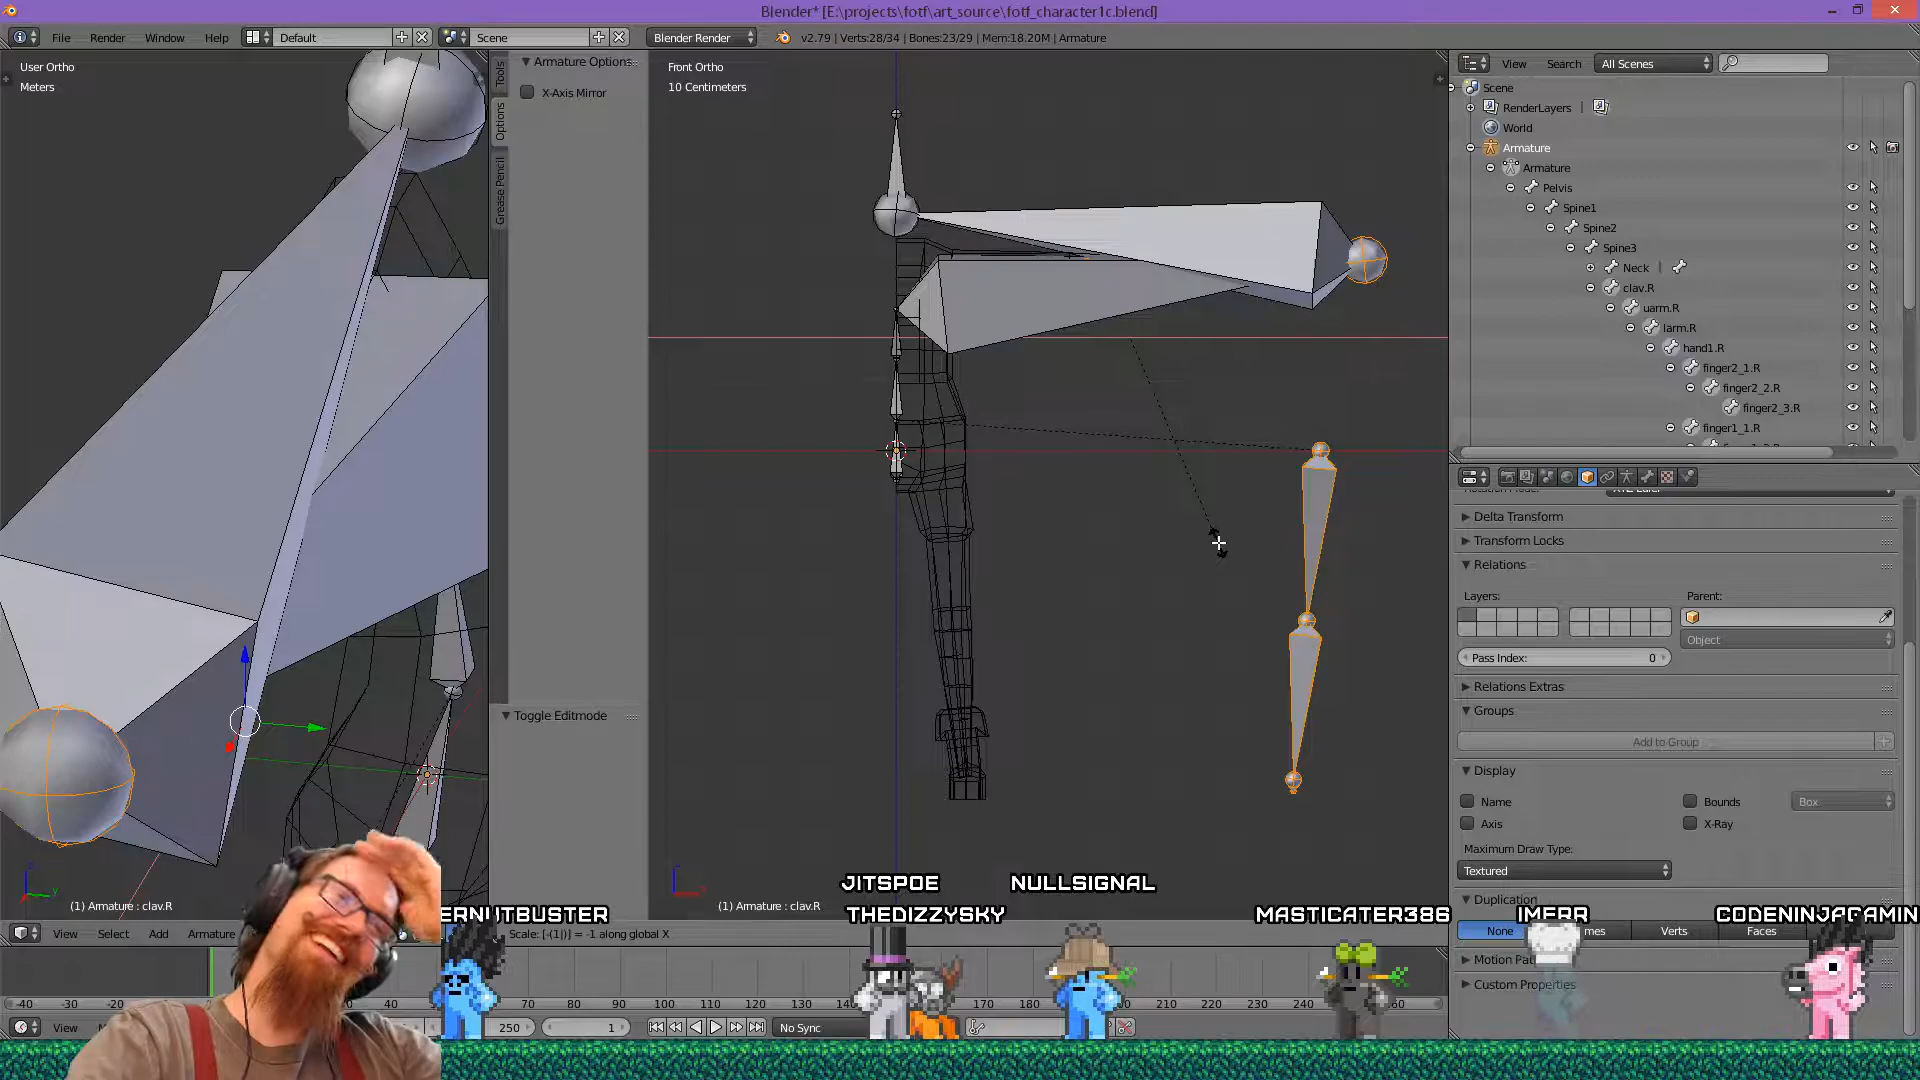 Blender* [E:\projects\fotf\art_source\fotf_character1c.blend]
File Render Window Help Default Scene Blender Render v2.79 | Verts:28/34 | Bones:23/29 | Mem:18.20M | Armature
User Ortho
Meters
Tools
Options
Grease Pencil
Armature Options
X-Axis Mirror
Toggle Editmode
Front Ortho
10 Centimeters
View Search All Scenes
Scene
RenderLayers
World
Armature
Armature
Pelvis
Spine1
Spine2
Spine3
Neck
clav.R
uarm.R
larm.R
hand1.R
finger2_1.R
finger2_2.R
finger2_3.R
finger1_1.R
Delta Transform
Transform Locks
Relations
Layers: Parent:
Object
Pass Index: 0
Relations Extras
Groups
Add to Group
Display
Name Bounds Box
Axis X-Ray
Maximum Draw Type:
Textured
Duplication
None Verts Faces
Custom Properties
(1) Armature : clav.R
(1) Armature : clav.R
JITSPOE NULLSIGNAL
ERNUTBUSTER THEDIZZYSKY MASTICATER386 IMERR CODENINJAFAMIN
View Select Add Armature Scale: [-(1|)] = -1 along global X
-40 -30 -20 40 70 80 90 100 110 120 130 140 170 180 210 220 230 240
View 250 1 No Sync